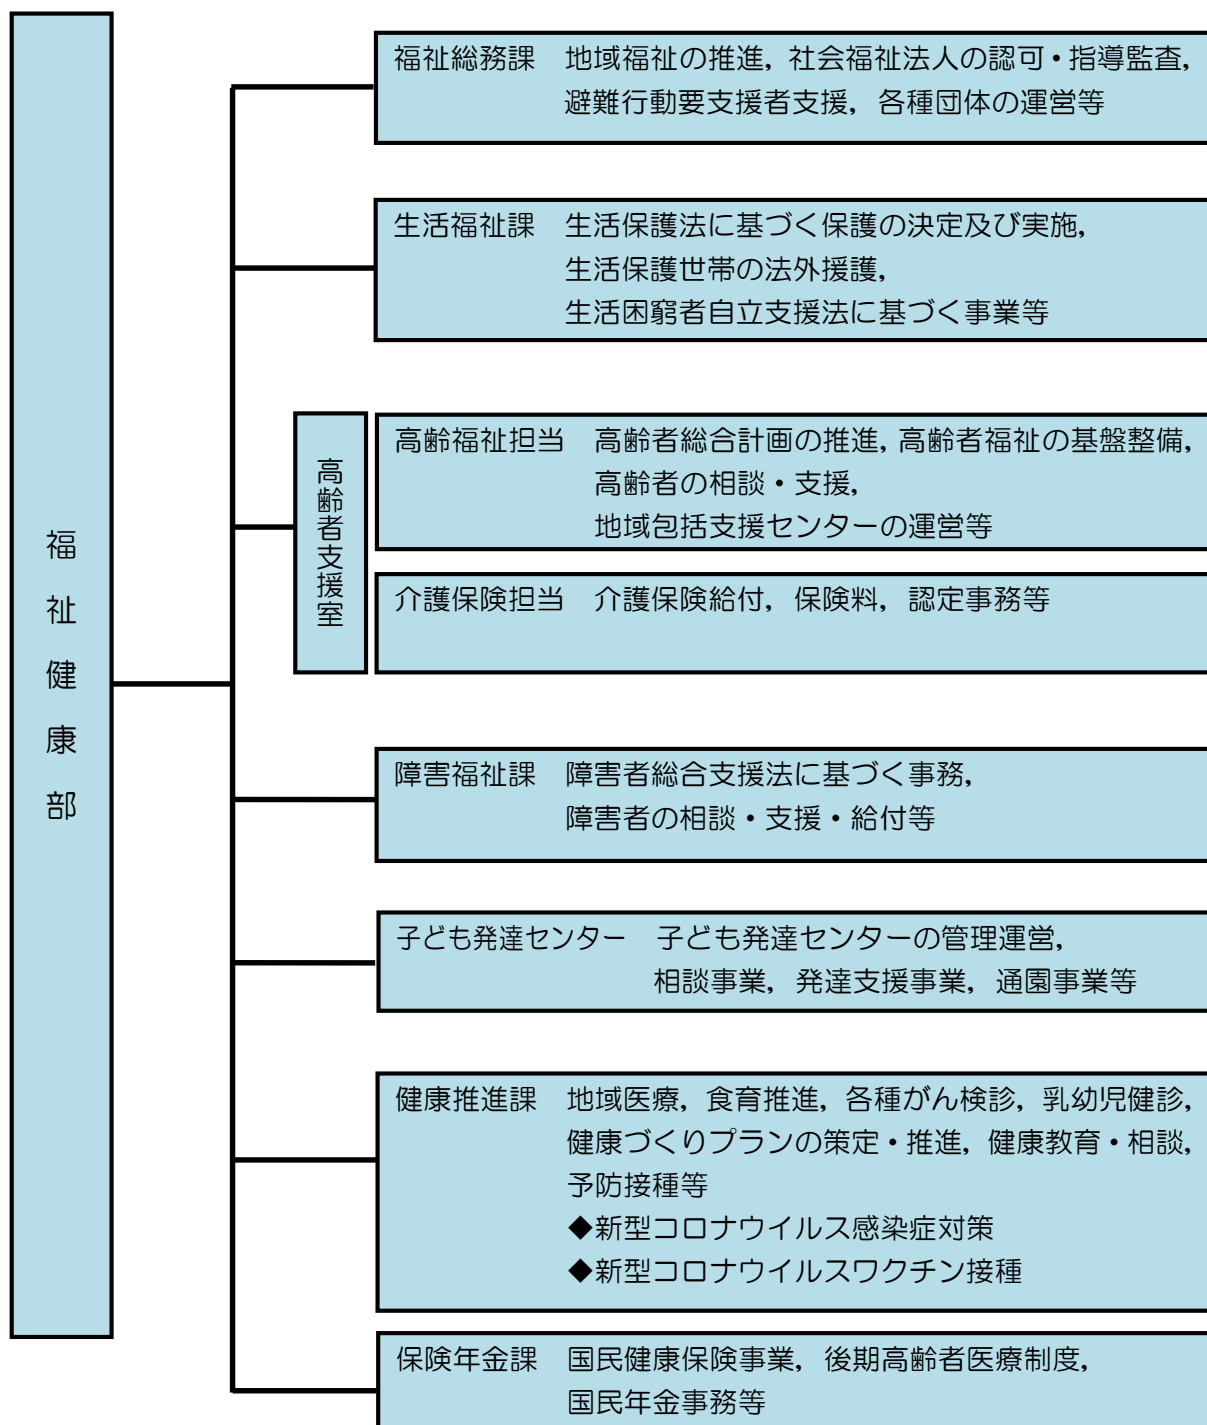 福祉健康部
福祉総務課　地域福祉の推進，社会福祉法人の認可・指導監査，
避難行動要支援者支援，各種団体の運営等
生活福祉課　生活保護法に基づく保護の決定及び実施，
生活保護世帯の法外援護，
生活困窮者自立支援法に基づく事業等
高齢者支援室
高齢福祉担当　高齢者総合計画の推進，高齢者福祉の基盤整備，
高齢者の相談・支援，
地域包括支援センターの運営等
介護保険担当　介護保険給付，保険料，認定事務等
障害福祉課　障害者総合支援法に基づく事務，
障害者の相談・支援・給付等
子ども発達センター　子ども発達センターの管理運営，
相談事業，発達支援事業，通園事業等
健康推進課　地域医療，食育推進，各種がん検診，乳幼児健診，
健康づくりプランの策定・推進，健康教育・相談，
予防接種等
◆新型コロナウイルス感染症対策
◆新型コロナウイルスワクチン接種
保険年金課　国民健康保険事業，後期高齢者医療制度，
国民年金事務等